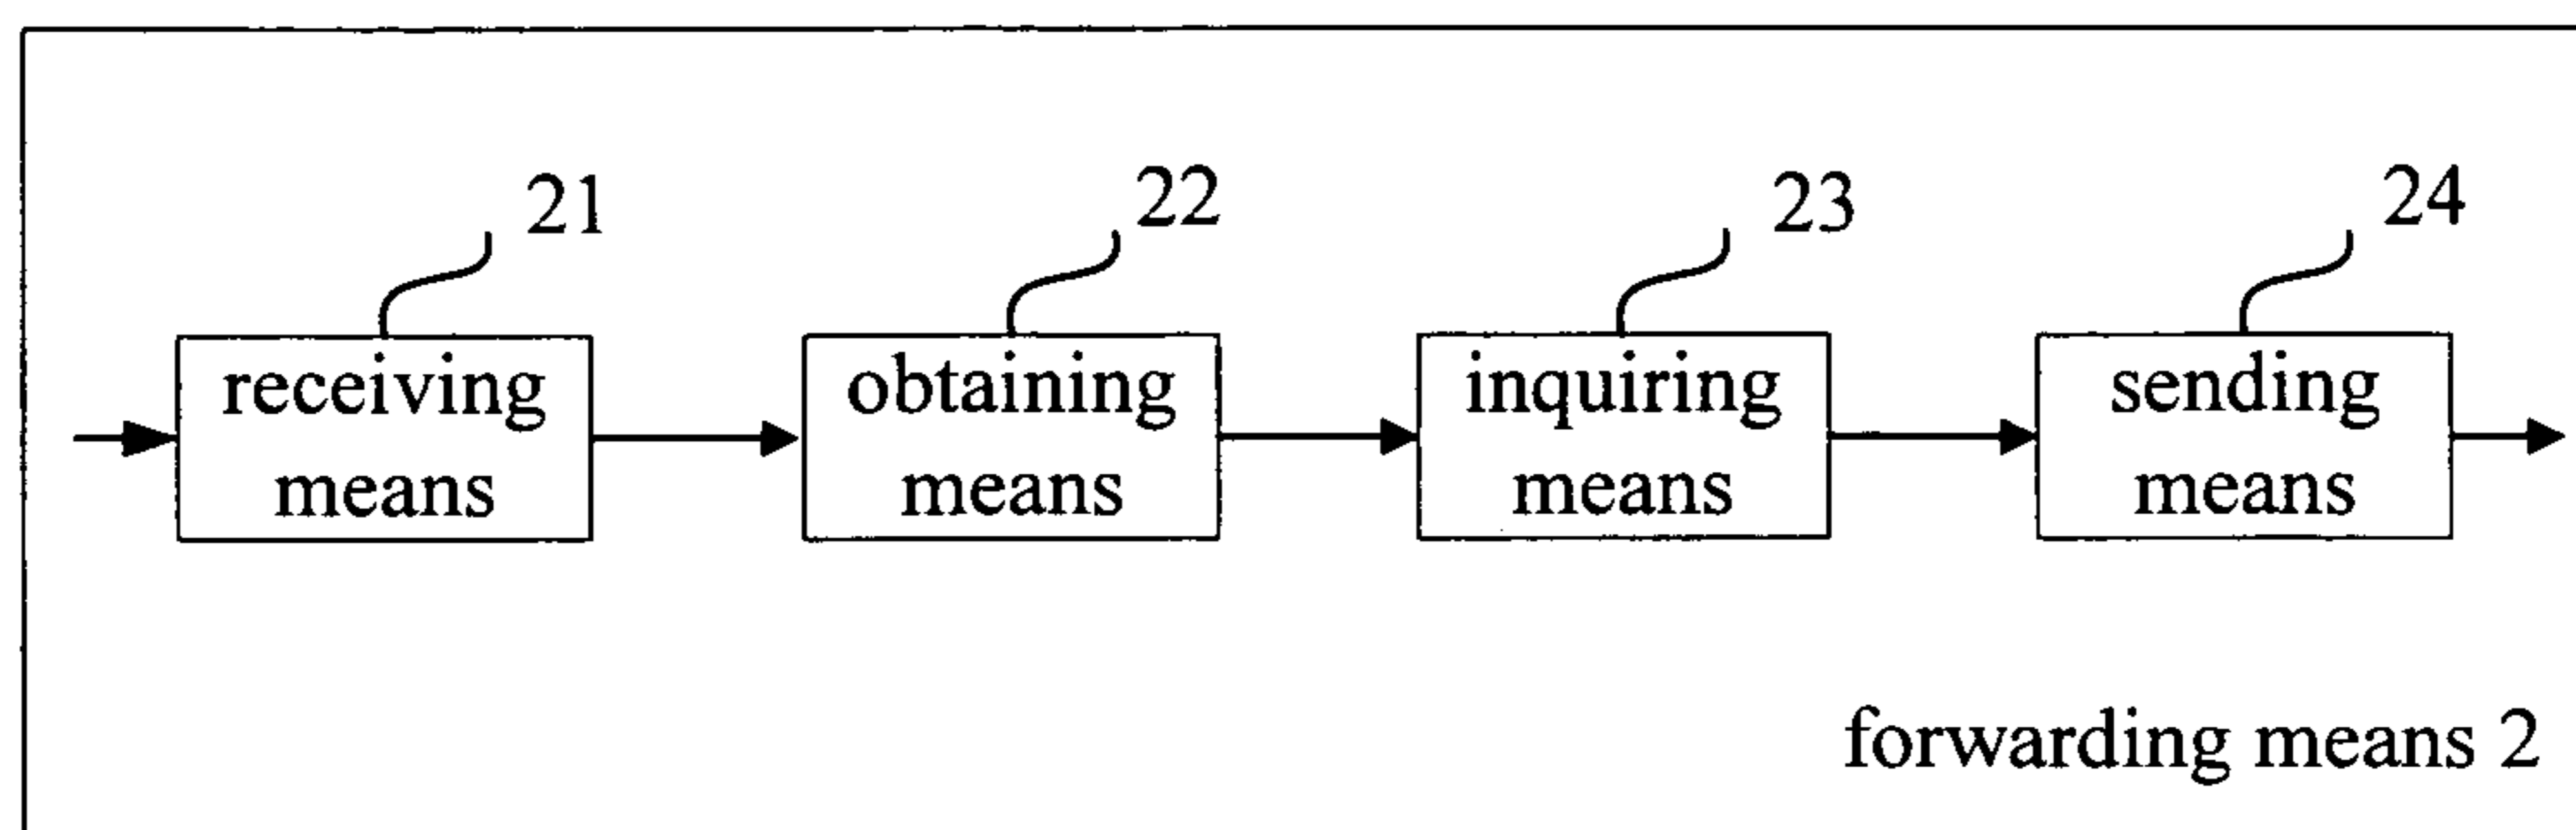 21
22
23
24
receiving
means
obtaining
means
inquiring
means
sending
means
forwarding means 2